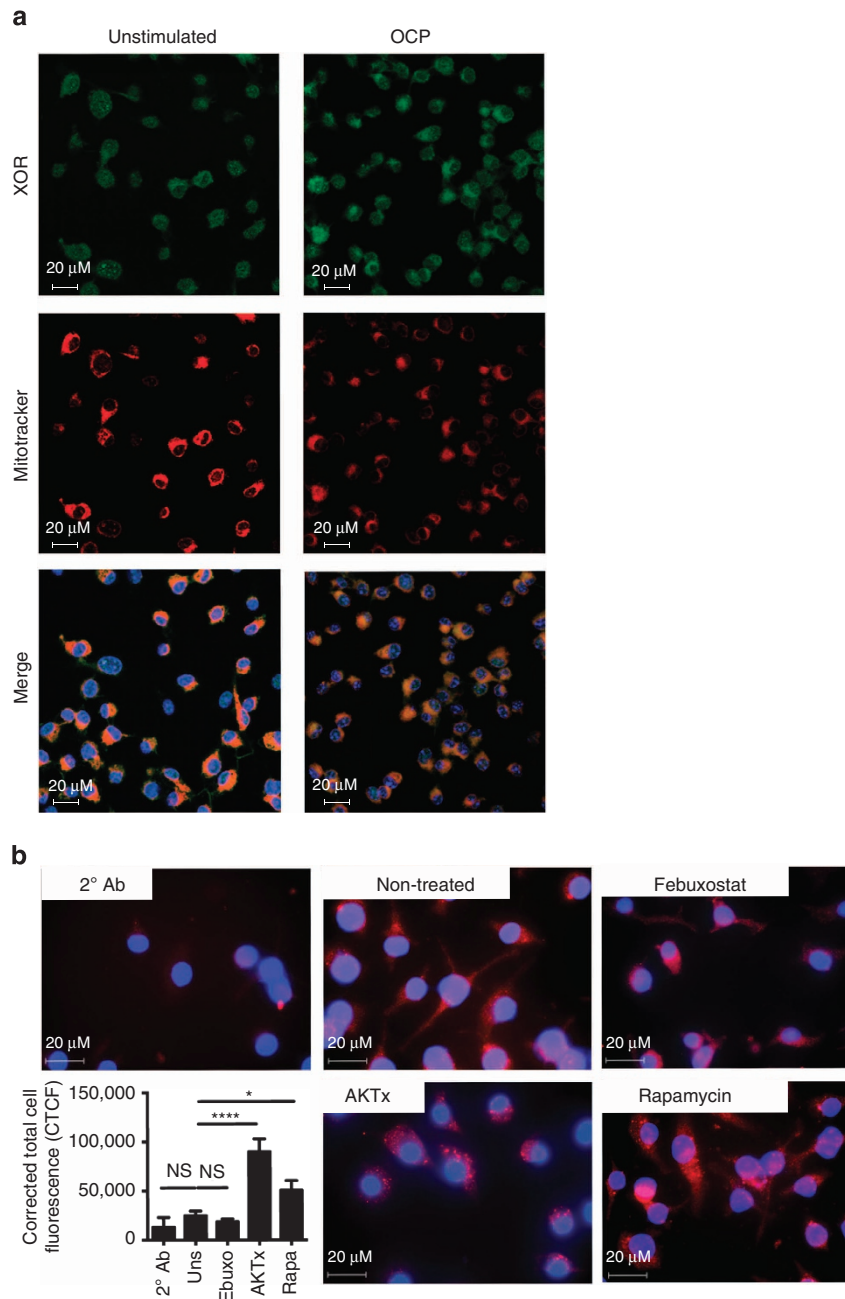 a
Unstimulated
OCP
XOR
20 µM
20 µM
Mitotracker
20 µM
20 µM
Merge
20 µM
20 µM
b
2° Ab
20 µM
Non-treated
20 µM
Febuxostat
20 µM
Corrected total cell
fluorescence (CTCF)
150,000
100,000
50,000
0
NS
NS
****
*
2° Ab
Uns
Ebuxo
AKTx
Rapa
AKTx
20 µM
Rapamycin
20 µM